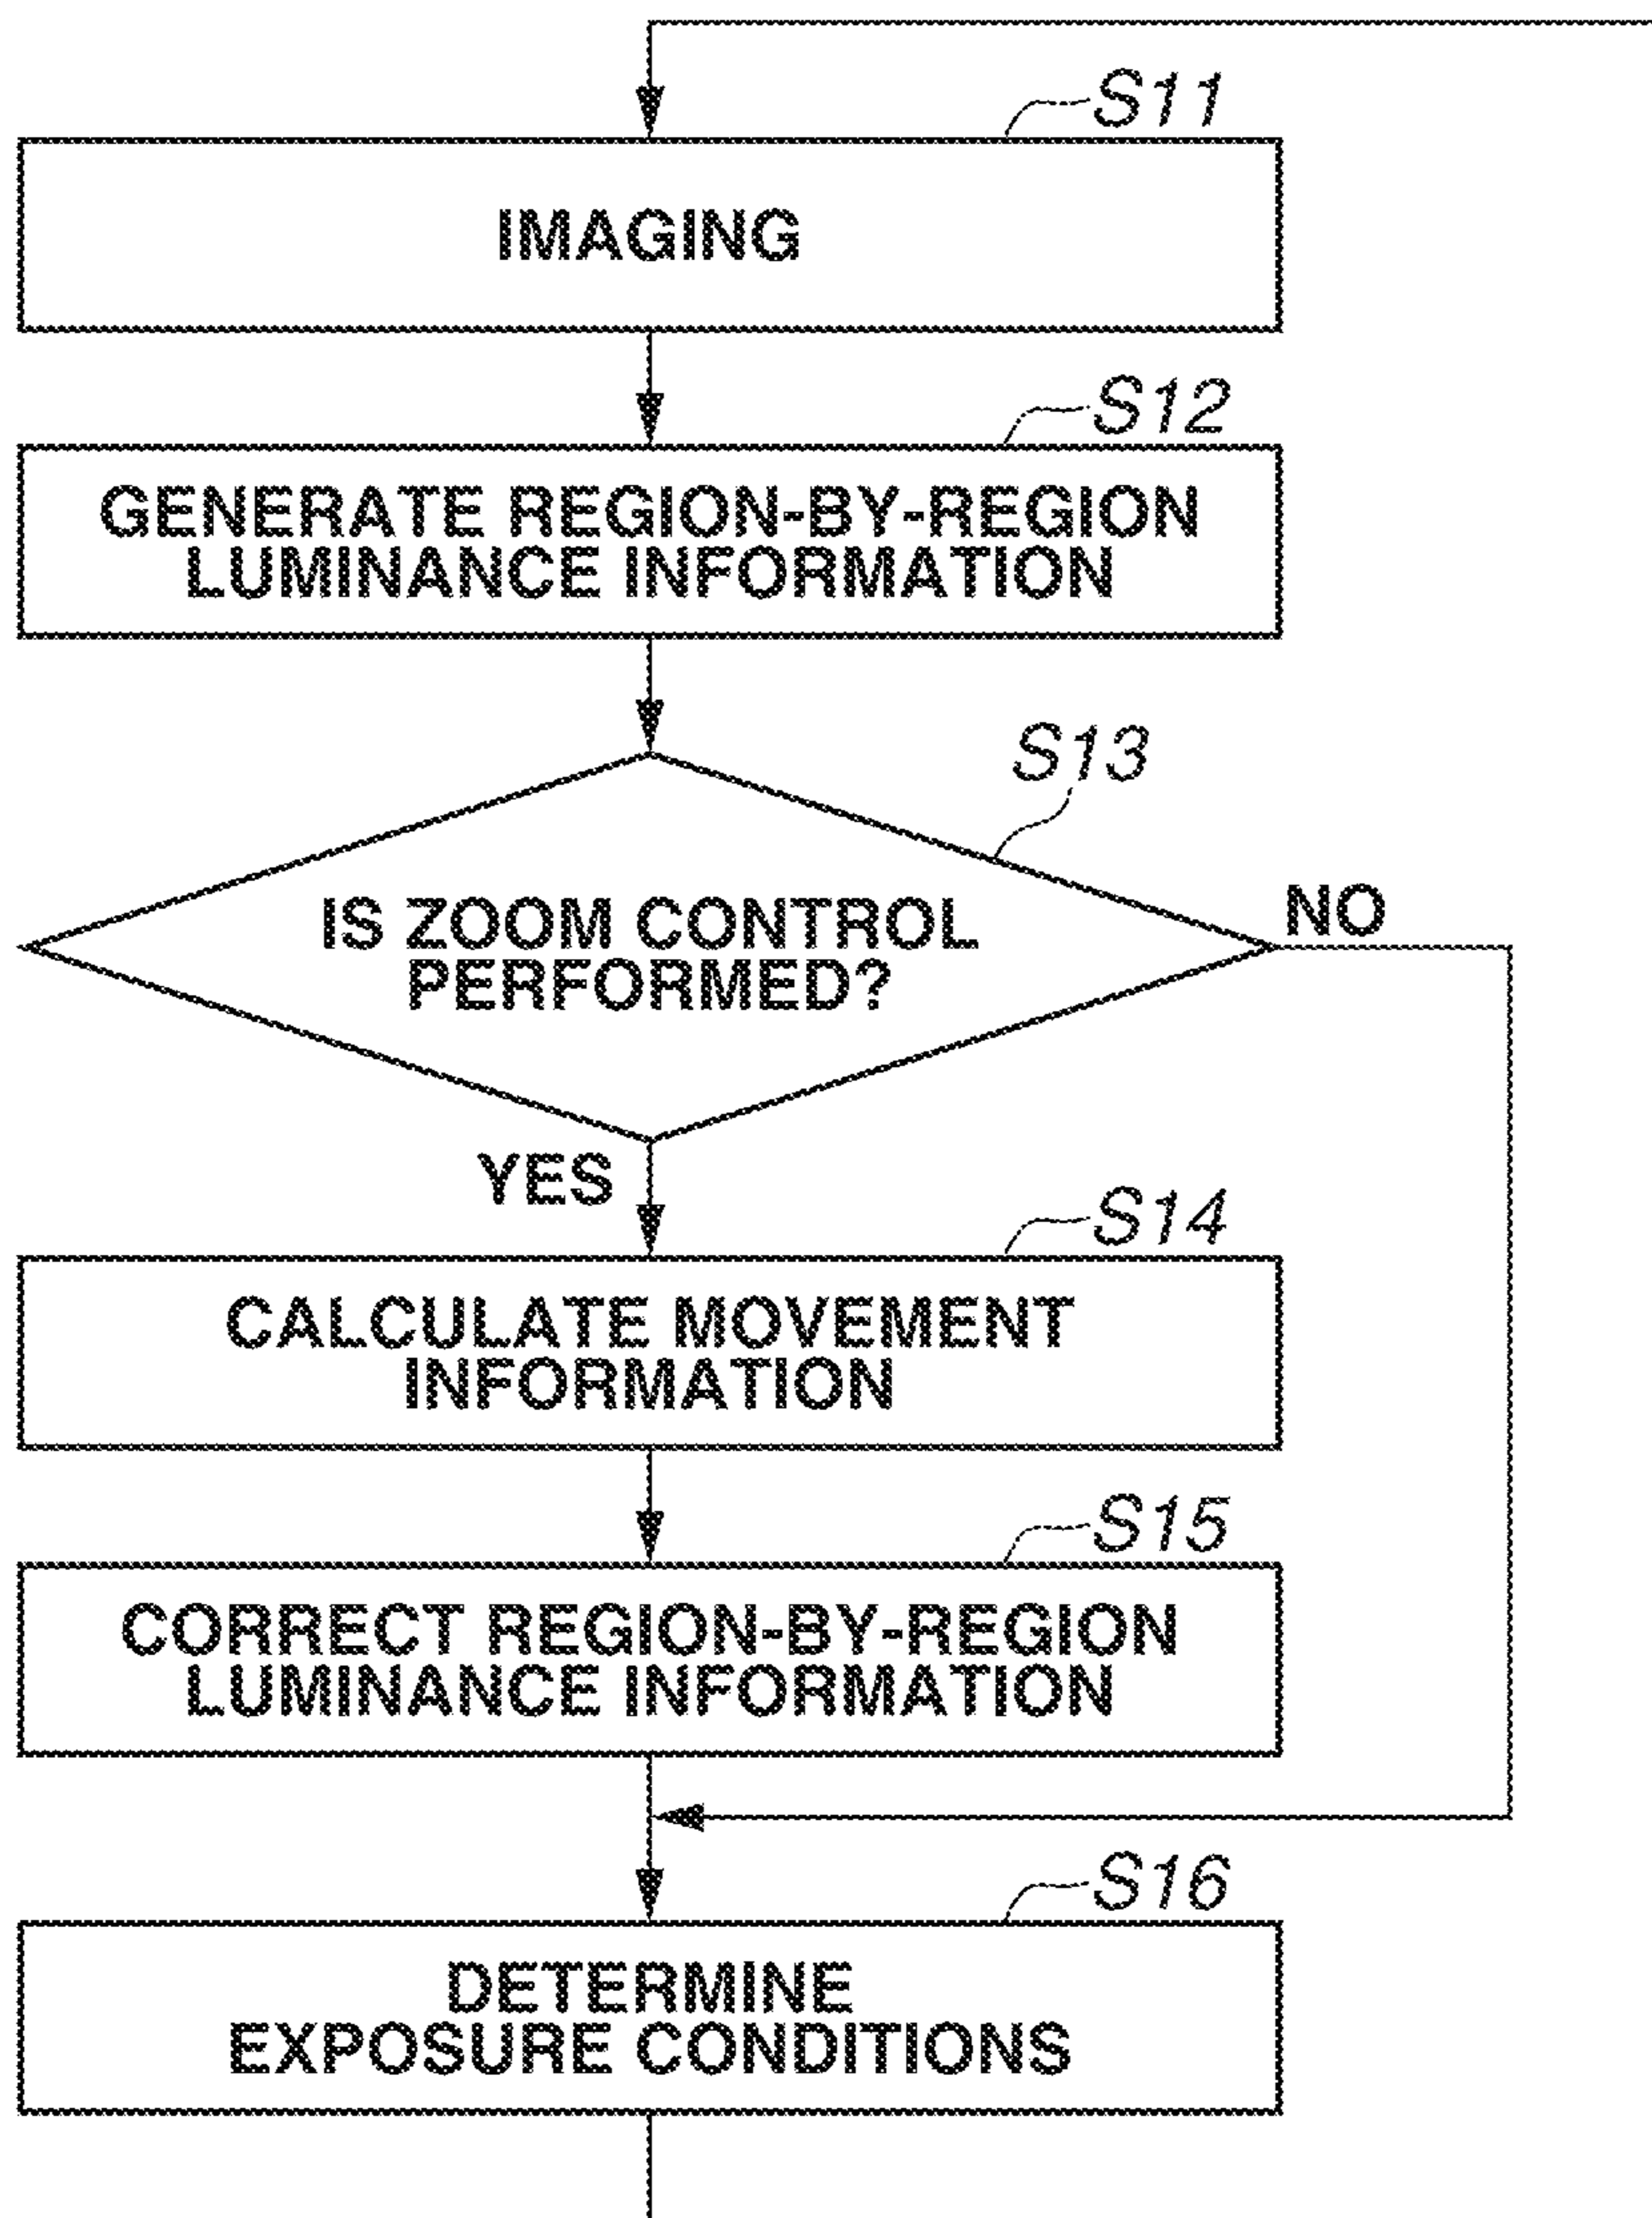 S11
IMAGING
S12
GENERATE REGION-BY-REGION
LUMINANCE INFORMATION
S13
IS ZOOM CONTROL
PERFORMED?
NO
YES
S14
CALCULATE MOVEMENT
INFORMATION
S15
CORRECT REGION-BY-REGION
LUMINANCE INFORMATION
S16
DETERMINE
EXPOSURE CONDITIONS